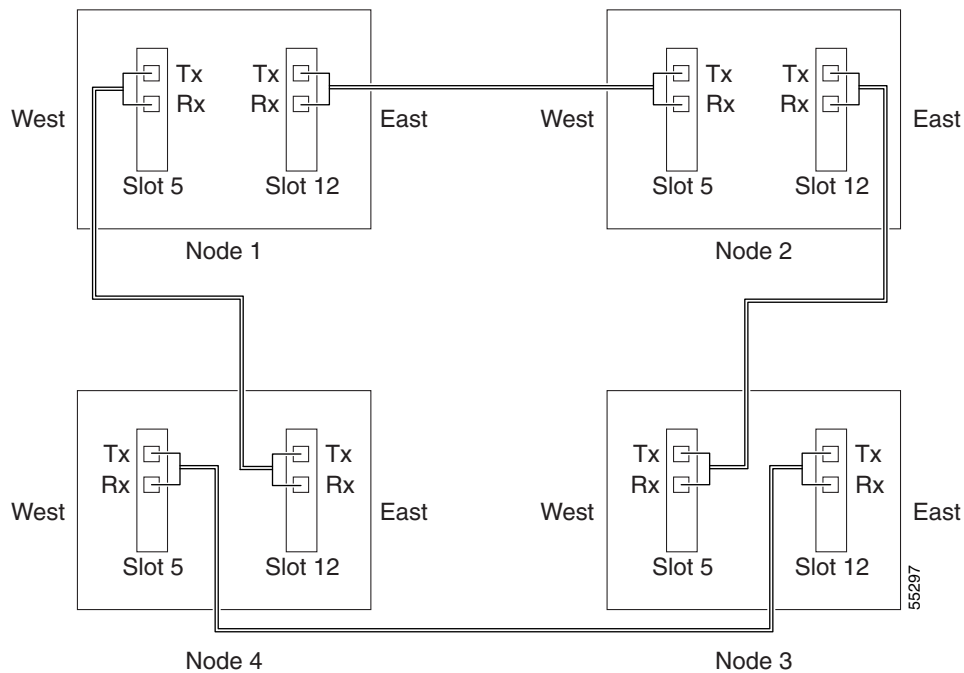 Tx
Rx
Tx
Rx
West
East
Slot 5
Slot 12
Node 1
Tx
Rx
Tx
Rx
West
East
Slot 5
Slot 12
Node 2
Tx
Rx
Tx
Rx
West
East
Slot 5
Slot 12
Node 4
Tx
Rx
Tx
Rx
West
East
Slot 5
Slot 12
Node 3
55297